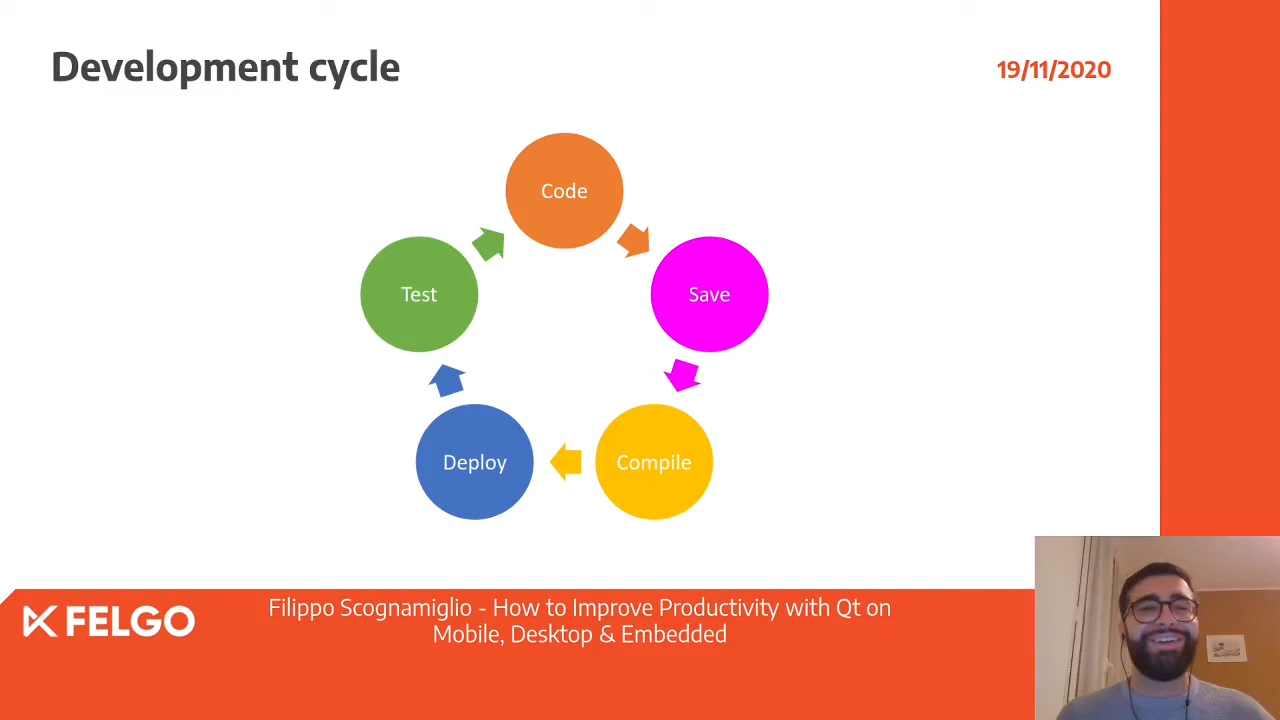 Development cycle
19/11/2020
Code
Save
Compile
Deploy
Test
FELGO
Filippo Scognamiglio - How to Improve Productivity with Qt on
Mobile, Desktop & Embedded